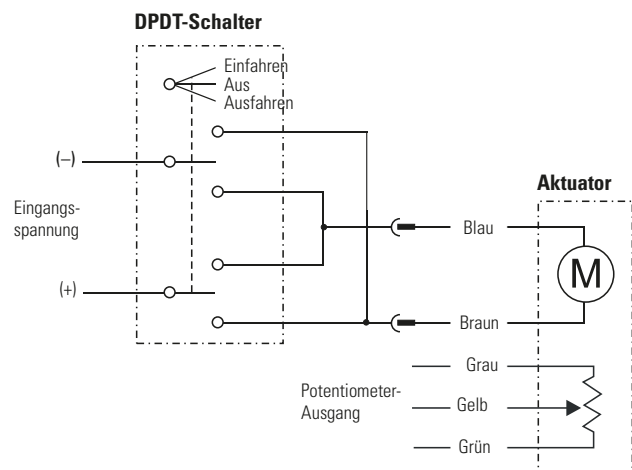 DPDT-Schalter
Einfahren
Aus
Ausfahren
(–)
Eingangs-
spannung
(+)
Aktuator
Blau
M
Braun
Grau
Potentiometer-
Ausgang
Gelb
Grün